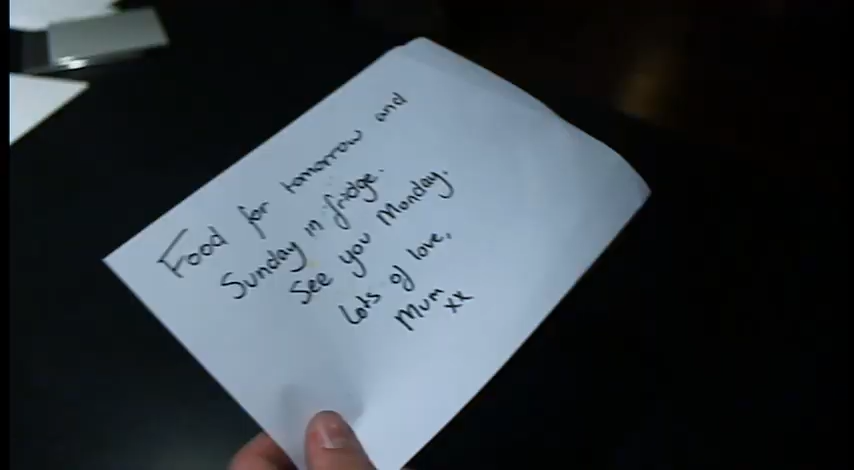 Food for tomorrow and
Sunday in fridge.
See you Monday.
Lots of love,
Mum
xx